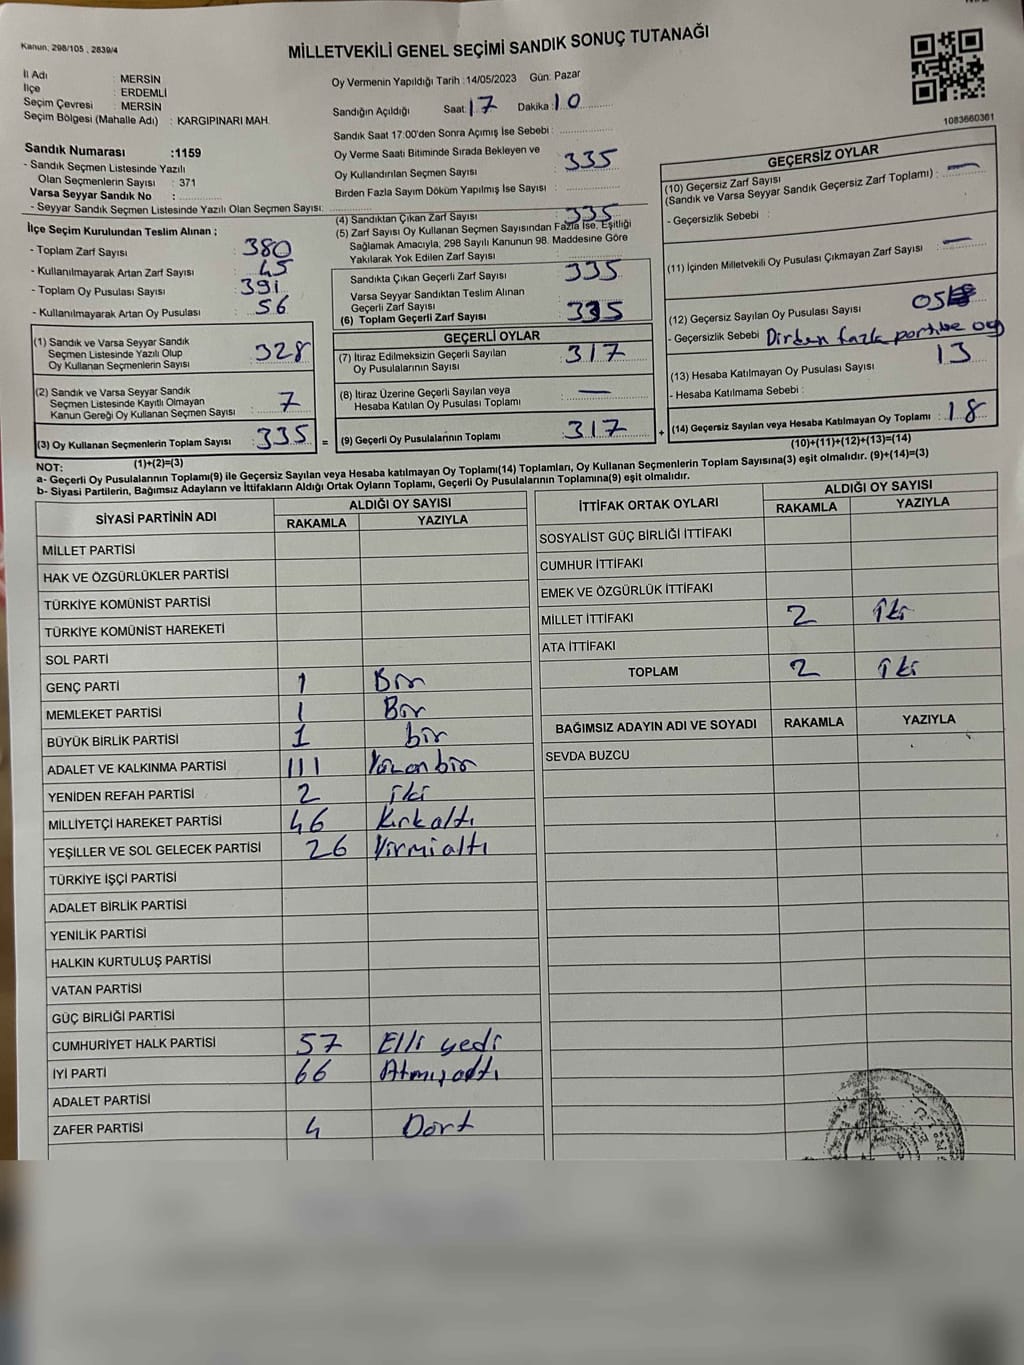 Kanun. 298/105 , 2839/4
MİLLETVEKİLİ GENEL SEÇİMİ SANDIK SONUÇ TUTANAĞI
İl Adı : MERSİN
İlçe : ERDEMLİ
Seçim Çevresi : MERSİN
Seçim Bölgesi (Mahalle Adı) : KARGIPINARI MAH.
Sandık Numarası :1159
- Sandık Seçmen Listesinde Yazılı
Olan Seçmenlerin Sayısı : 371
Varsa Seyyar Sandık No :
- Seyyar Sandık Seçmen Listesinde Yazılı Olan Seçmen Sayısı:
Oy Vermenin Yapıldığı Tarih :14/05/2023 Gün: Pazar
Sandığın Açıldığı Saat: 17 Dakika: 10
Sandık Saat 17:00'den Sonra Açımış İse Sebebi :
Oy Verme Saati Bitiminde Sırada Bekleyen ve
Oy Kullandırılan Seçmen Sayısı : 335
Birden Fazla Sayım Döküm Yapılmış İse Sayısı :
1083660361
İlçe Seçim Kurulundan Teslim Alınan ;
- Toplam Zarf Sayısı : 380
- Kullanılmayarak Artan Zarf Sayısı : 45
- Toplam Oy Pusulası Sayısı : 391
- Kullanılmayarak Artan Oy Pusulası : 56
(4) Sandıktan Çıkan Zarf Sayısı : 335
(5) Zarf Sayısı Oy Kullanan Seçmen Sayısından Fazla İse, Eşitliği
Sağlamak Amacıyla, 298 Sayılı Kanunun 98. Maddesine Göre
Yakılarak Yok Edilen Zarf Sayısı :
Sandıkta Çıkan Geçerli Zarf Sayısı : 335
Varsa Seyyar Sandıktan Teslim Alınan
Geçerli Zarf Sayısı :
(6) Toplam Geçerli Zarf Sayısı : 335
GEÇERSİZ OYLAR
(10) Geçersiz Zarf Sayısı
(Sandık ve Varsa Seyyar Sandık Geçersiz Zarf Toplamı) : —
- Geçersizlik Sebebi :
(11) İçinden Milletvekili Oy Pusulası Çıkmayan Zarf Sayısı : —
(12) Geçersiz Sayılan Oy Pusulası Sayısı : 05
- Geçersizlik Sebebi : Birden fazla partibe oy
(13) Hesaba Katılmayan Oy Pusulası Sayısı : 13
- Hesaba Katılmama Sebebi :
(14) Geçersiz Sayılan veya Hesaba Katılmayan Oy Toplamı : 18
(10)+(11)+(12)+(13)=(14)
(1) Sandık ve Varsa Seyyar Sandık
Seçmen Listesinde Yazılı Olup
Oy Kullanan Seçmenlerin Sayısı : 328
(2) Sandık ve Varsa Seyyar Sandık
Seçmen Listesinde Kayıtlı Olmayan
Kanun Gereği Oy Kullanan Seçmen Sayısı : 7
(3) Oy Kullanan Seçmenlerin Toplam Sayısı : 335
(1)+(2)=(3)
=
GEÇERLİ OYLAR
(7) İtiraz Edilmeksizin Geçerli Sayılan
Oy Pusulalarının Sayısı : 317
(8) İtiraz Üzerine Geçerli Sayılan veya
Hesaba Katılan Oy Pusulası Toplamı : —
(9) Geçerli Oy Pusulalarının Toplamı : 317
+
NOT:
a- Geçerli Oy Pusulalarının Toplamı(9) ile Geçersiz Sayılan veya Hesaba katılmayan Oy Toplamı(14) Toplamları, Oy Kullanan Seçmenlerin Toplam Sayısına(3) eşit olmalıdır. (9)+(14)=(3)
b- Siyasi Partilerin, Bağımsız Adayların ve İttifakların Aldığı Ortak Oyların Toplamı, Geçerli Oy Pusulalarının Toplamına(9) eşit olmalıdır.
SİYASİ PARTİNİN ADI ALDIĞI OY SAYISI
RAKAMLA YAZIYLA
MİLLET PARTİSİ
HAK VE ÖZGÜRLÜKLER PARTİSİ
TÜRKİYE KOMÜNİST PARTİSİ
TÜRKİYE KOMÜNİST HAREKETİ
SOL PARTİ
GENÇ PARTİ 1 Bir
MEMLEKET PARTİSİ 1 Bir
BÜYÜK BİRLİK PARTİSİ 1 bir
ADALET VE KALKINMA PARTİSİ 111 Yüzonbir
YENİDEN REFAH PARTİSİ 2 iki
MİLLİYETÇİ HAREKET PARTİSİ 46 Kırkaltı
YEŞİLLER VE SOL GELECEK PARTİSİ 26 Yirmialtı
TÜRKİYE İŞÇİ PARTİSİ
ADALET BİRLİK PARTİSİ
YENİLİK PARTİSİ
HALKIN KURTULUŞ PARTİSİ
VATAN PARTİSİ
GÜÇ BİRLİĞİ PARTİSİ
CUMHURİYET HALK PARTİSİ 57 Elli yedi
İYİ PARTİ 66 Atmışaltı
ADALET PARTİSİ
ZAFER PARTİSİ 4 Dört
İTTİFAK ORTAK OYLARI ALDIĞI OY SAYISI
RAKAMLA YAZIYLA
SOSYALİST GÜÇ BİRLİĞİ İTTİFAKI
CUMHUR İTTİFAKI
EMEK VE ÖZGÜRLÜK İTTİFAKI
MİLLET İTTİFAKI 2 İki
ATA İTTİFAKI
TOPLAM 2 İki
BAĞIMSIZ ADAYIN ADI VE SOYADI RAKAMLA YAZIYLA
SEVDA BUZCU